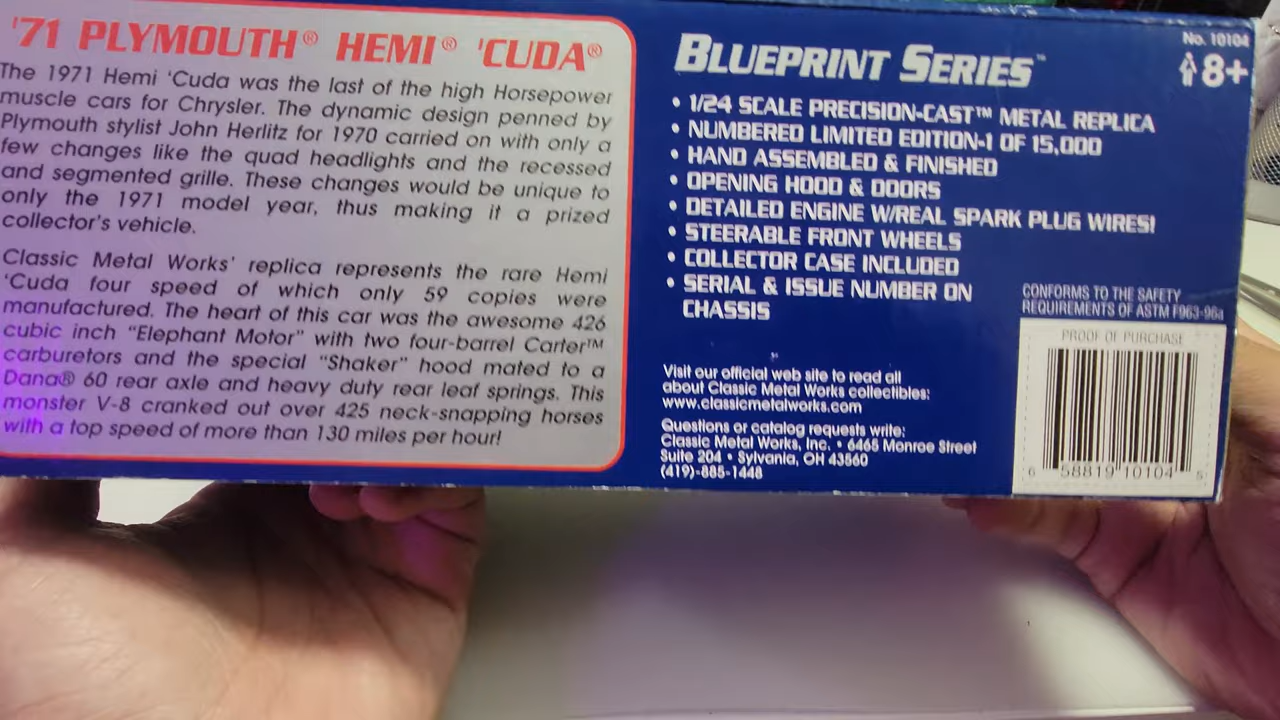 '71 PLYMOUTH® HEMI® 'CUDA®
The 1971 Hemi 'Cuda was the last of the high Horsepower
muscle cars for Chrysler. The dynamic design penned by
Plymouth stylist John Herlitz for 1970 carried on with only a
few changes like the quad headlights and the recessed
and segmented grille. These changes would be unique to
only the 1971 model year, thus making it a prized
collector's vehicle.
Classic Metal Works' replica represents the rare Hemi
'Cuda four speed of which only 59 copies were
manufactured. The heart of this car was the awesome 426
cubic inch "Elephant Motor" with two four-barrel Carter™
carburetors and the special "Shaker" hood mated to a
Dana® 60 rear axle and heavy duty rear leaf springs. This
monster V-8 cranked out over 425 neck-snapping horses
with a top speed of more than 130 miles per hour!
BLUEPRINT SERIES™
No. 10104
8+
• 1/24 SCALE PRECISION-CAST™ METAL REPLICA
• NUMBERED LIMITED EDITION-1 OF 15,000
• HAND ASSEMBLED & FINISHED
• OPENING HOOD & DOORS
• DETAILED ENGINE W/REAL SPARK PLUG WIRES!
• STEERABLE FRONT WHEELS
• COLLECTOR CASE INCLUDED
• SERIAL & ISSUE NUMBER ON
CHASSIS
Visit our official web site to read all
about Classic Metal Works collectibles:
www.classicmetalworks.com
Questions or catalog requests write:
Classic Metal Works, Inc. • 6465 Monroe Street
Suite 204 • Sylvania, OH 43560
(419)-885-1448
CONFORMS TO THE SAFETY
REQUIREMENTS OF ASTM F963-96a
PROOF OF PURCHASE
6 58819 10104 5